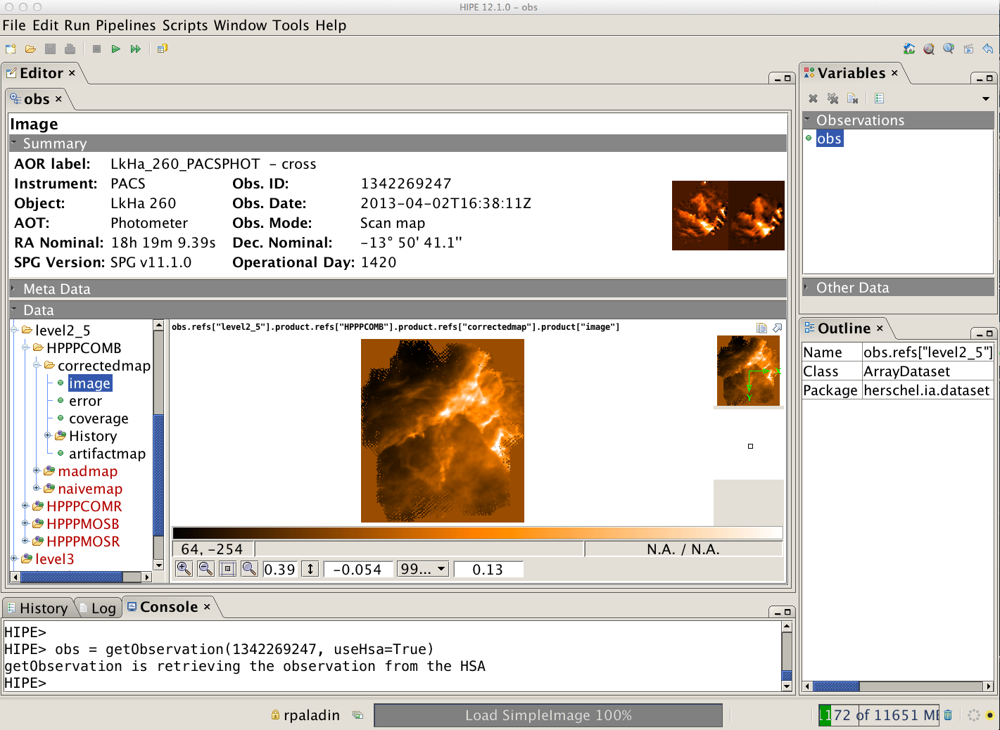 HIPE 12.1.0 - obs
File Edit Run Pipelines Scripts Window Tools Help
Editor ×
obs ×
Image
Summary
AOR label: LkHa_260_PACSPHOT - cross
Instrument: PACS Obs. ID: 1342269247
Object: LkHa 260 Obs. Date: 2013-04-02T16:38:11Z
AOT: Photometer Obs. Mode: Scan map
RA Nominal: 18h 19m 9.39s Dec. Nominal: -13° 50' 41.1''
SPG Version: SPG v11.1.0 Operational Day: 1420
Meta Data
Data
level2_5
HPPPCOMB
correctedmap
image
error
coverage
History
artifactmap
madmap
naivemap
HPPPCOMR
HPPPMOSB
HPPPMOSR
level3
obs.refs["level2_5"].product.refs["HPPPCOMB"].product.refs["correctedmap"].product["image"]
X
Y
64, -254
N.A. / N.A.
0.39 -0.054 99... 0.13
Variables ×
Observations
obs
Other Data
Outline ×
Name obs.refs["level2_5"]
Class ArrayDataset
Package herschel.ia.dataset
History Log Console ×
HIPE>
HIPE> obs = getObservation(1342269247, useHsa=True)
getObservation is retrieving the observation from the HSA
HIPE>
rpaladin
Load SimpleImage 100%
1172 of 11651 ME